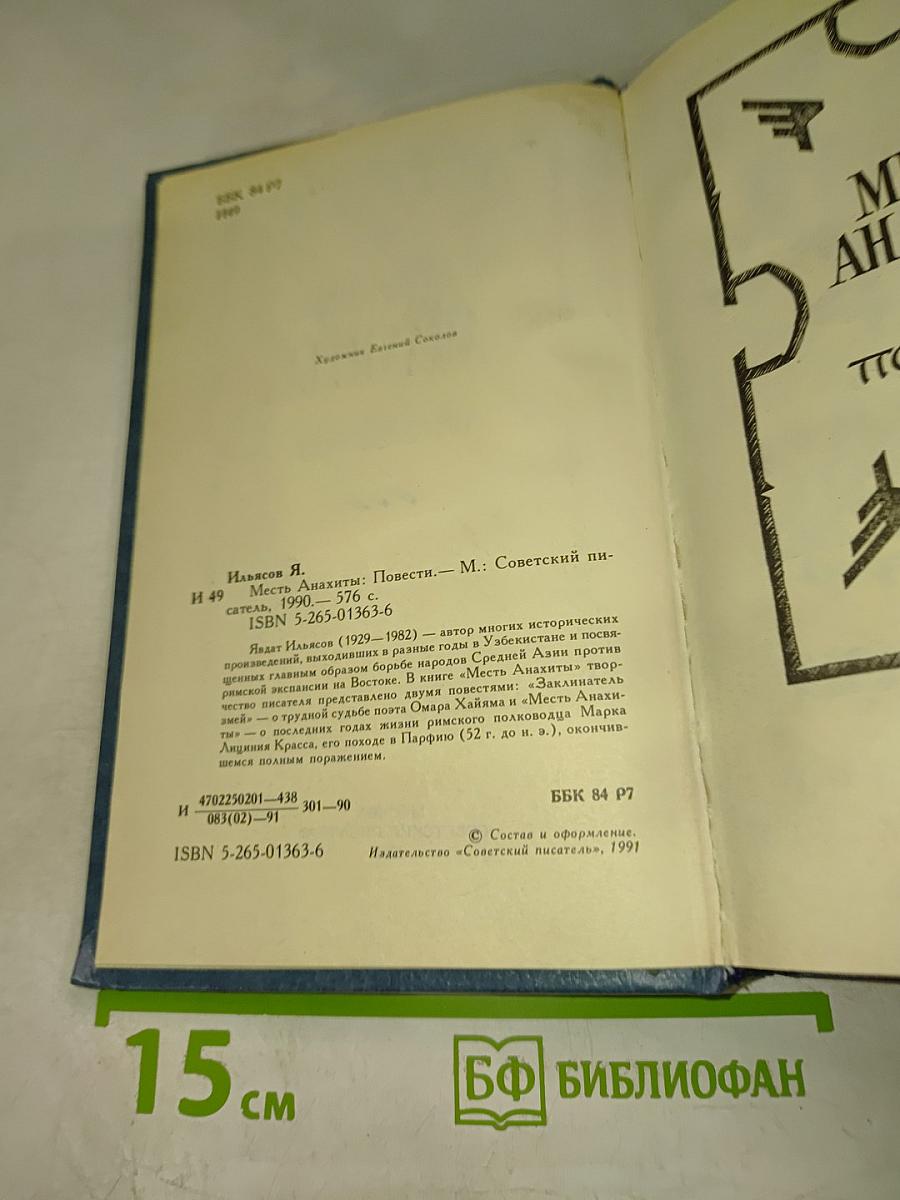 ББК 84 Р7
И49
Художник Евгений Соколов
Ильясов Я.
И 49 Месть Анахиты: Повести.— М.: Советский пи-
сатель, 1990.— 576 с.
ISBN 5-265-01363-6
Явдат Ильясов (1929—1982) — автор многих исторических
произведений, выходивших в разные годы в Узбекистане и посвя-
щенных главным образом борьбе народов Средней Азии против
римской экспансии на Востоке. В книге «Месть Анахиты» твор-
чество писателя представлено двумя повестями: «Заклинатель
змей» — о трудной судьбе поэта Омара Хайяма и «Месть Анахи-
ты» — о последних годах жизни римского полководца Марка
Лициния Красса, его походе в Парфию (52 г. до н. э.), окончив-
шемся полным поражением.
И 4702250201—438 301—90
083(02)—91
ББК 84 Р7
ISBN 5-265-01363-6
© Состав и оформление.
Издательство «Советский писатель», 1991
АН
ПО
15 см
БФ БИБЛИОФАН